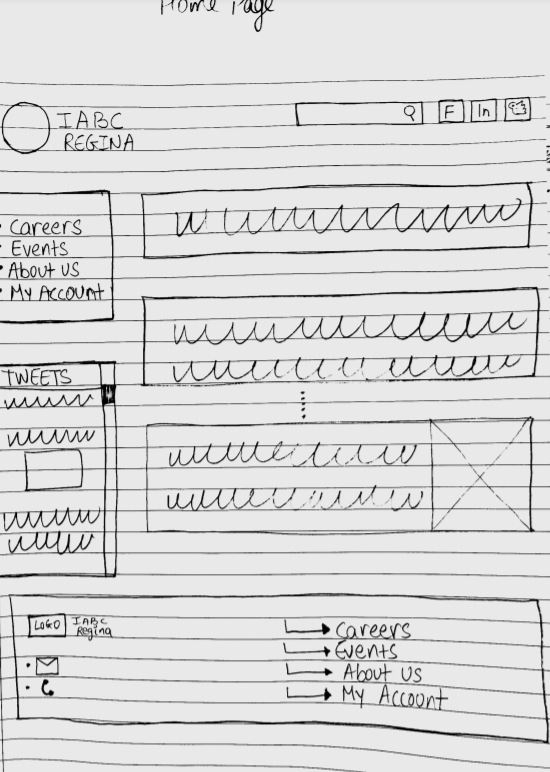 Home Page
IABC
REGINA
F In
• Careers
• Events
• About us
• My Account
TWEETS
LOGO IABC
Regina
Careers
Events
About Us
My Account